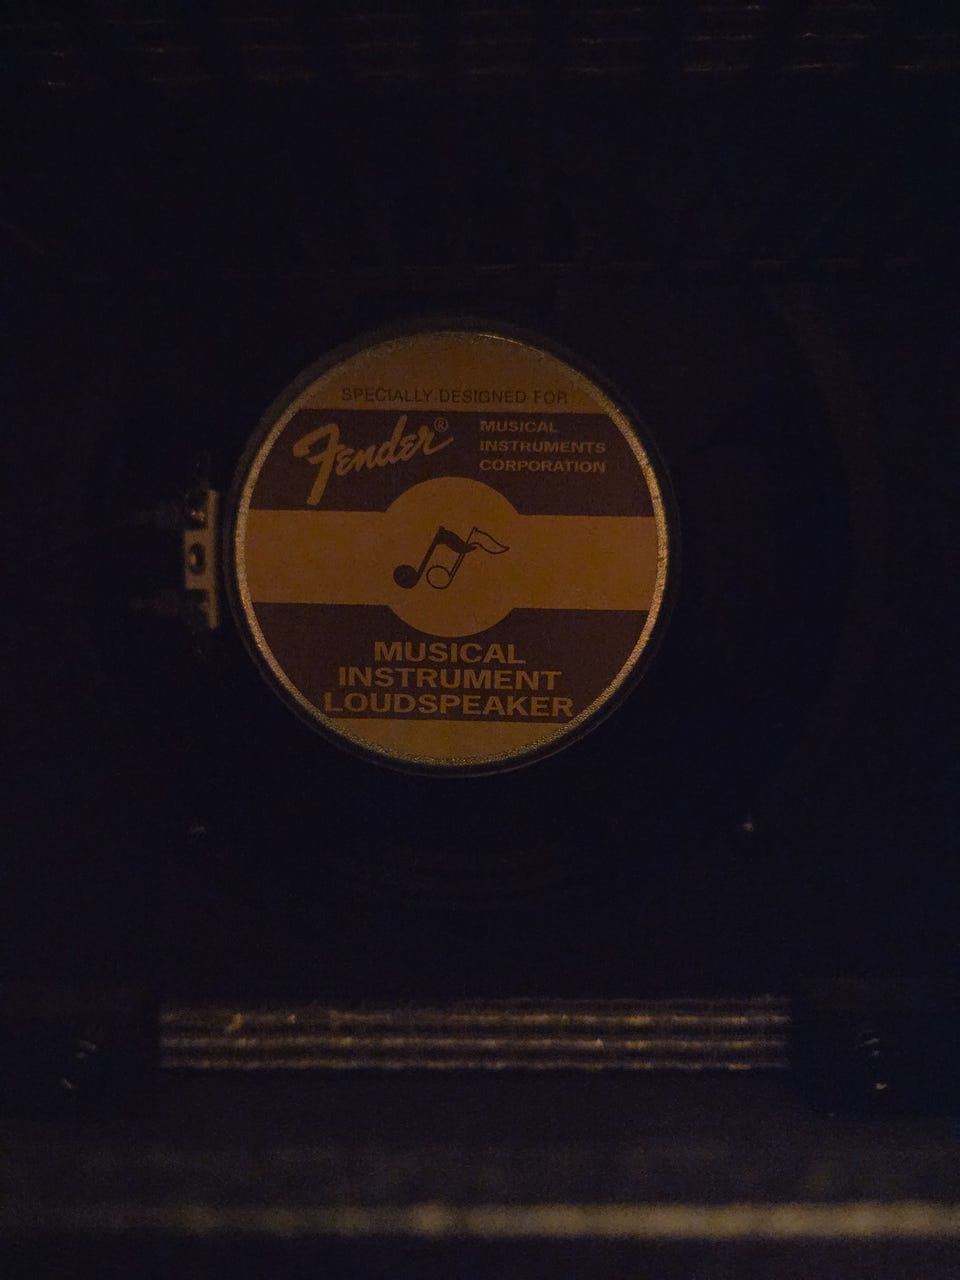 SPECIALLY DESIGNED FOR
Fender®
MUSICAL
INSTRUMENTS
CORPORATION
MUSICAL
INSTRUMENT
LOUDSPEAKER